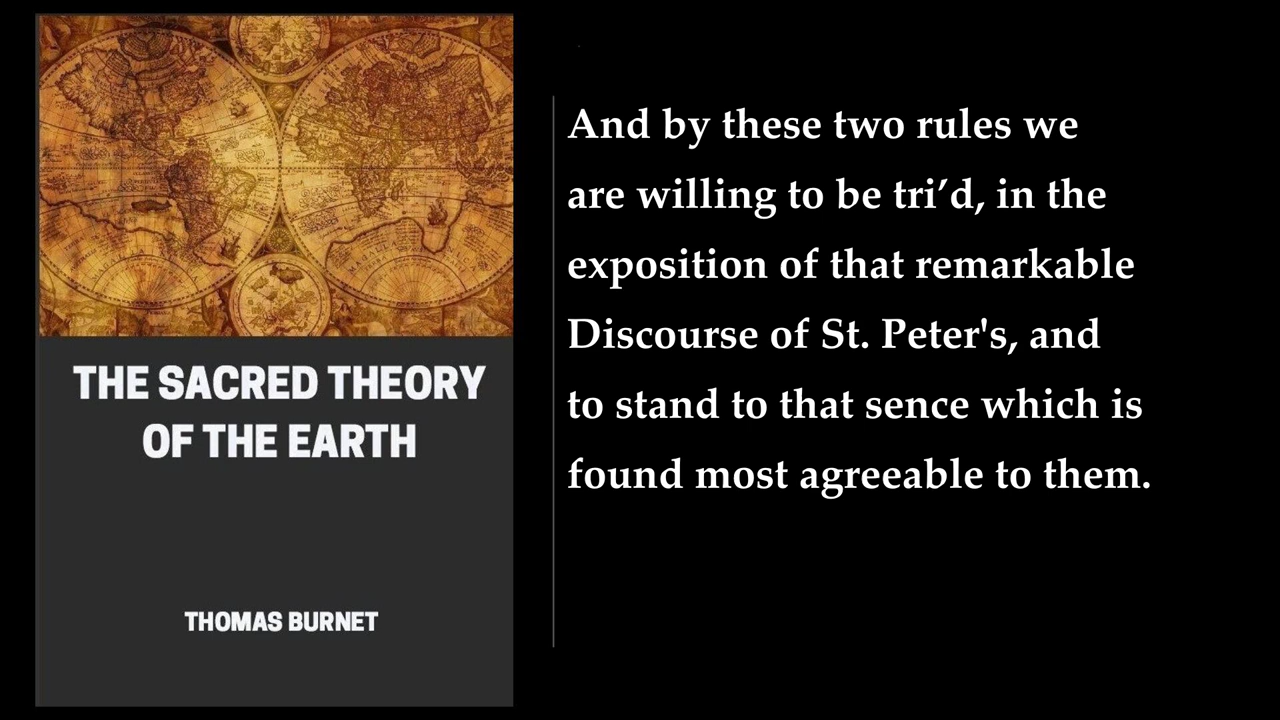 THE SACRED THEORY
OF THE EARTH
THOMAS BURNET
And by these two rules we
are willing to be tri’d, in the
exposition of that remarkable
Discourse of St. Peter's, and
to stand to that sence which is
found most agreeable to them.